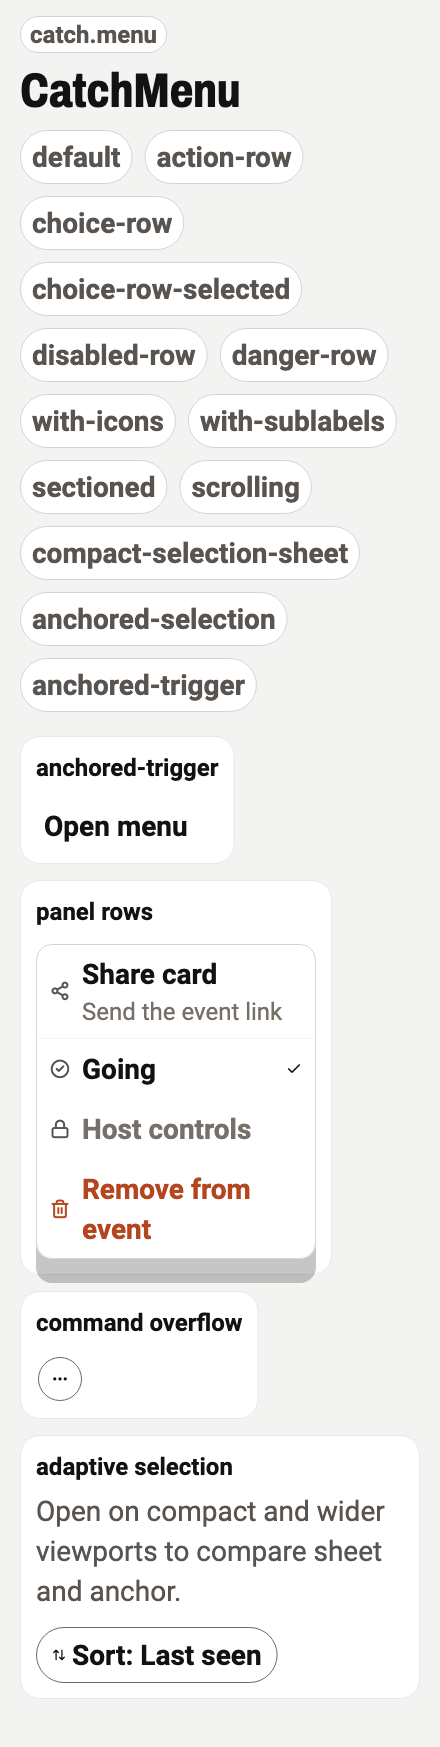 catch.menu
CatchMenu
default action-row
choice-row
choice-row-selected
disabled-row danger-row
with-icons with-sublabels
sectioned scrolling
compact-selection-sheet
anchored-selection
anchored-trigger
anchored-trigger
Open menu
panel rows
Share card
Send the event link
Going
Host controls
Remove from
event
command overflow
adaptive selection
Open on compact and wider
viewports to compare sheet
and anchor.
Sort: Last seen